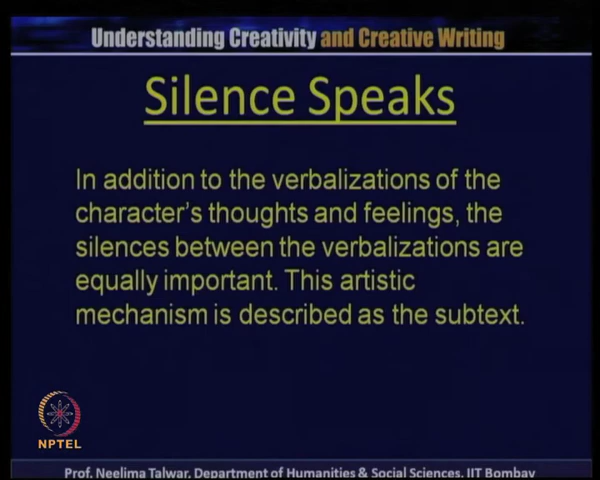 Understanding Creativity and Creative Writing
Silence Speaks
In addition to the verbalizations of the
character's thoughts and feelings, the
silences between the verbalizations are
equally important. This artistic
mechanism is described as the subtext.
NPTEL
Prof. Neelima Talwar, Department of Humanities & Social Sciences, IIT Bombay